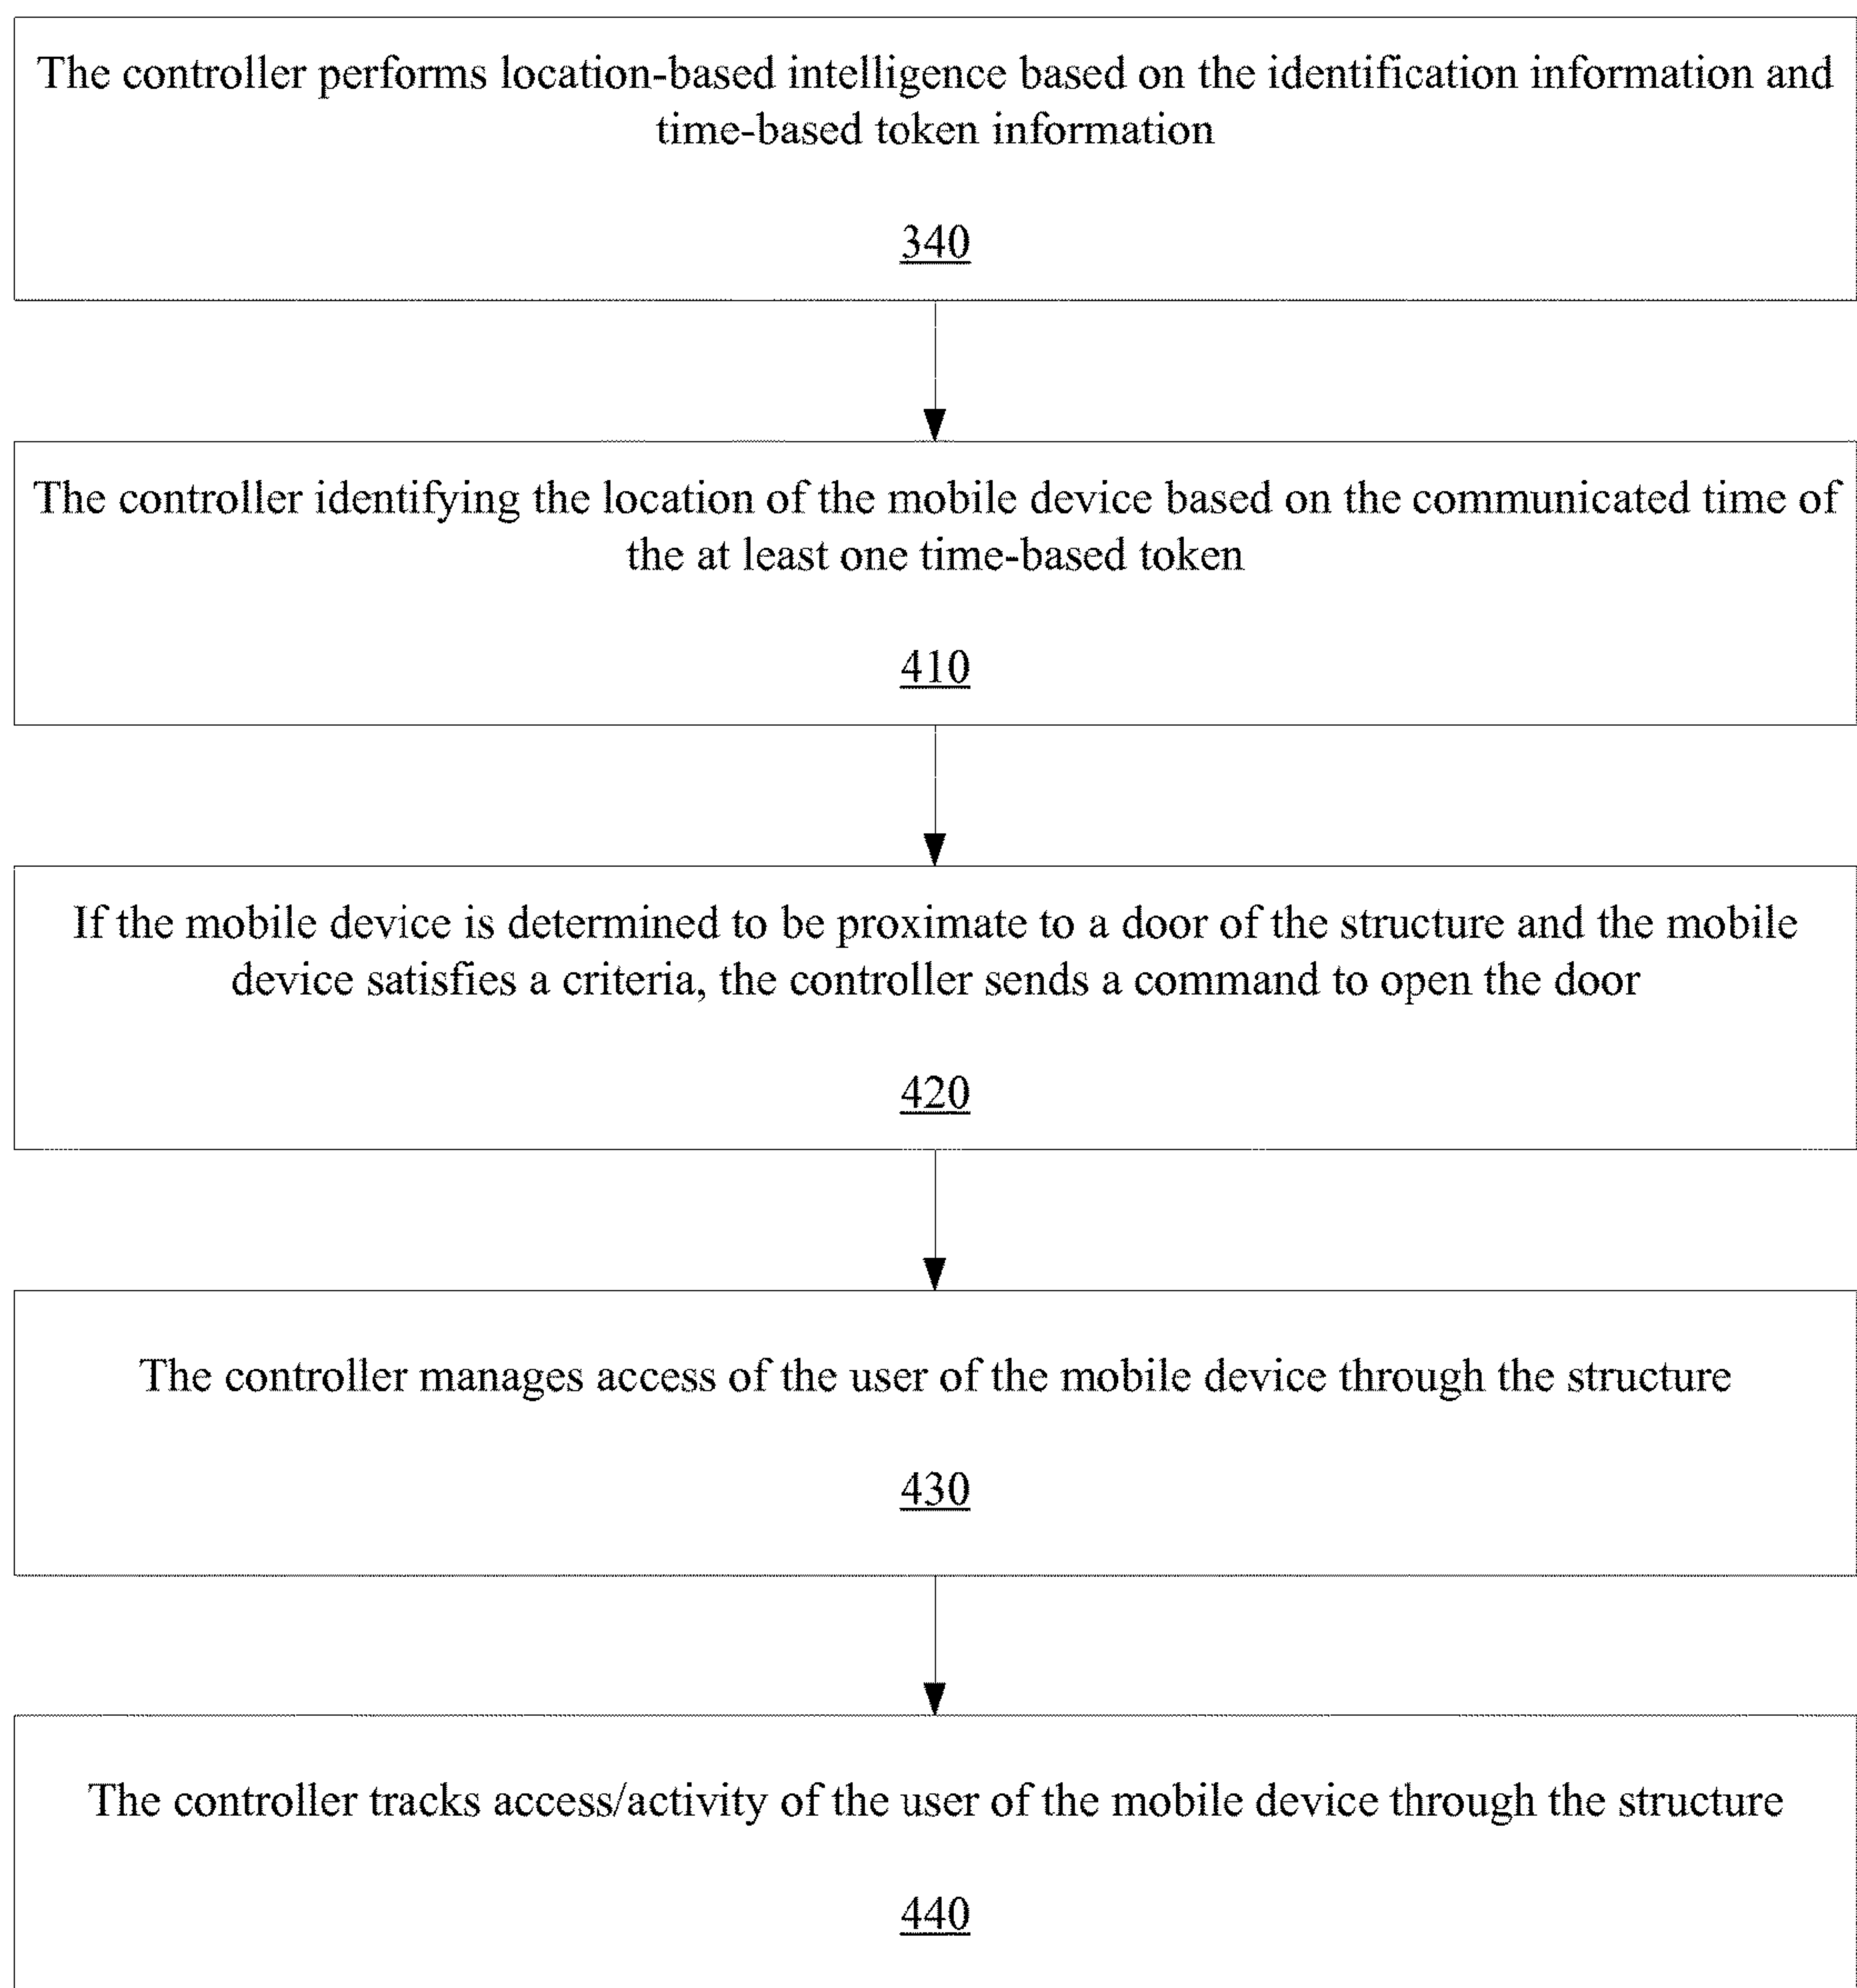 The controller performs location-based intelligence based on the identification information and
time-based token information
340
The controller identifying the location of the mobile device based on the communicated time of
the at least one time-based token
410
If the mobile device is determined to be proximate to a door of the structure and the mobile
device satisfies a criteria, the controller sends a command to open the door
420
The controller manages access of the user of the mobile device through the structure
430
The controller tracks access/activity of the user of the mobile device through the structure
440